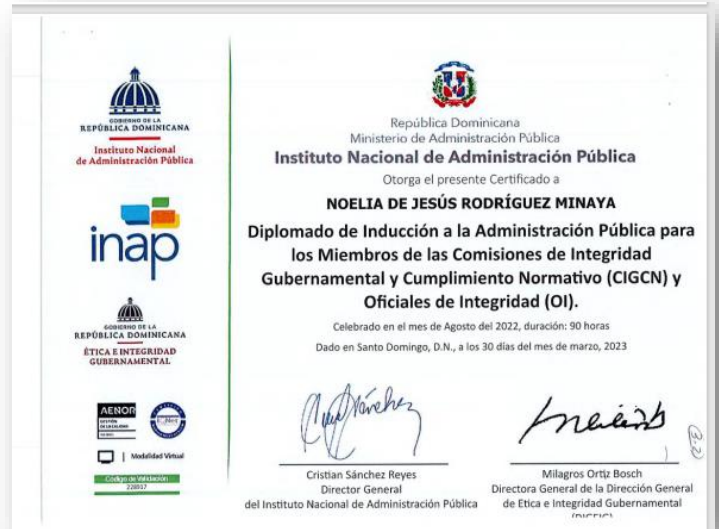 GOBIERNO DE LA
REPÚBLICA DOMINICANA
Instituto Nacional
de Administración Pública
inap
GOBIERNO DE LA
REPÚBLICA DOMINICANA
ÉTICA E INTEGRIDAD
GUBERNAMENTAL
AENOR
Modalidad Virtual
Código de Validación
República Dominicana
Ministerio de Administración Pública
Instituto Nacional de Administración Pública
Otorga el presente Certificado a
NOELIA DE JESÚS RODRÍGUEZ MINAYA
Diplomado de Inducción a la Administración Pública para
los Miembros de las Comisiones de Integridad
Gubernamental y Cumplimiento Normativo (CIGCN) y
Oficiales de Integridad (OI).
Celebrado en el mes de Agosto del 2022, duración: 90 horas
Dado en Santo Domingo, D.N., a los 30 días del mes de marzo, 2023
Cristian Sánchez Reyes
Director General
del Instituto Nacional de Administración Pública
Milagros Ortiz Bosch
Directora General de la Dirección General
de Etica e Integridad Gubernamental